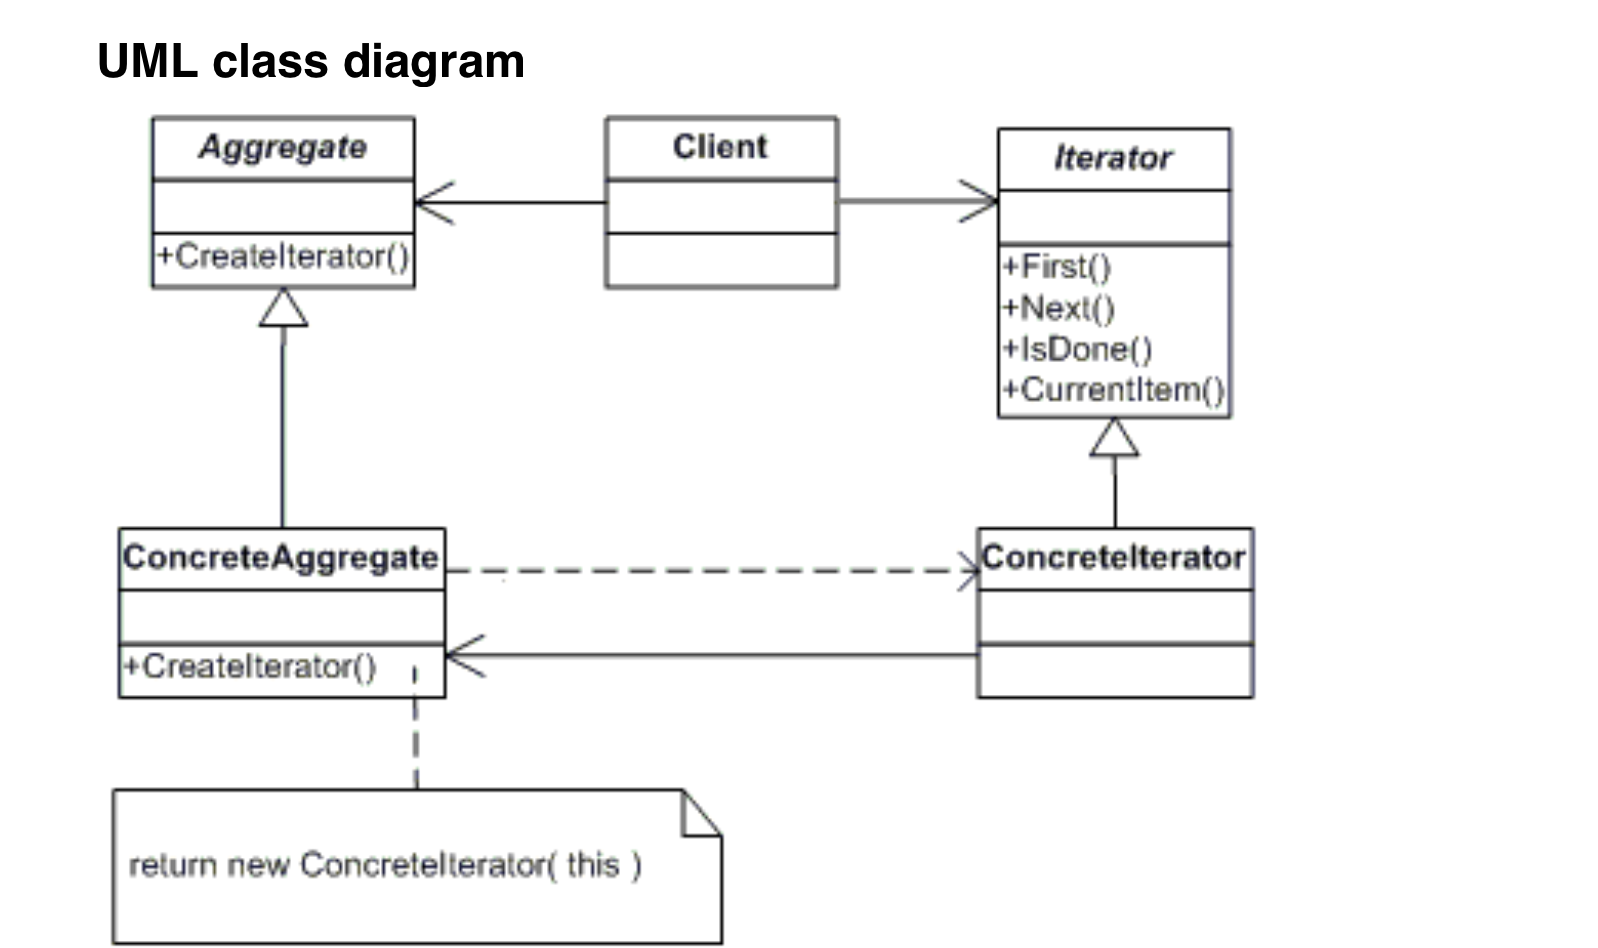 UML class diagram
Aggregate
+CreateIterator()
Client
Iterator
+First()
+Next()
+IsDone()
+CurrentItem()
ConcreteAggregate
+CreateIterator()
ConcreteIterator
return new ConcreteIterator( this )